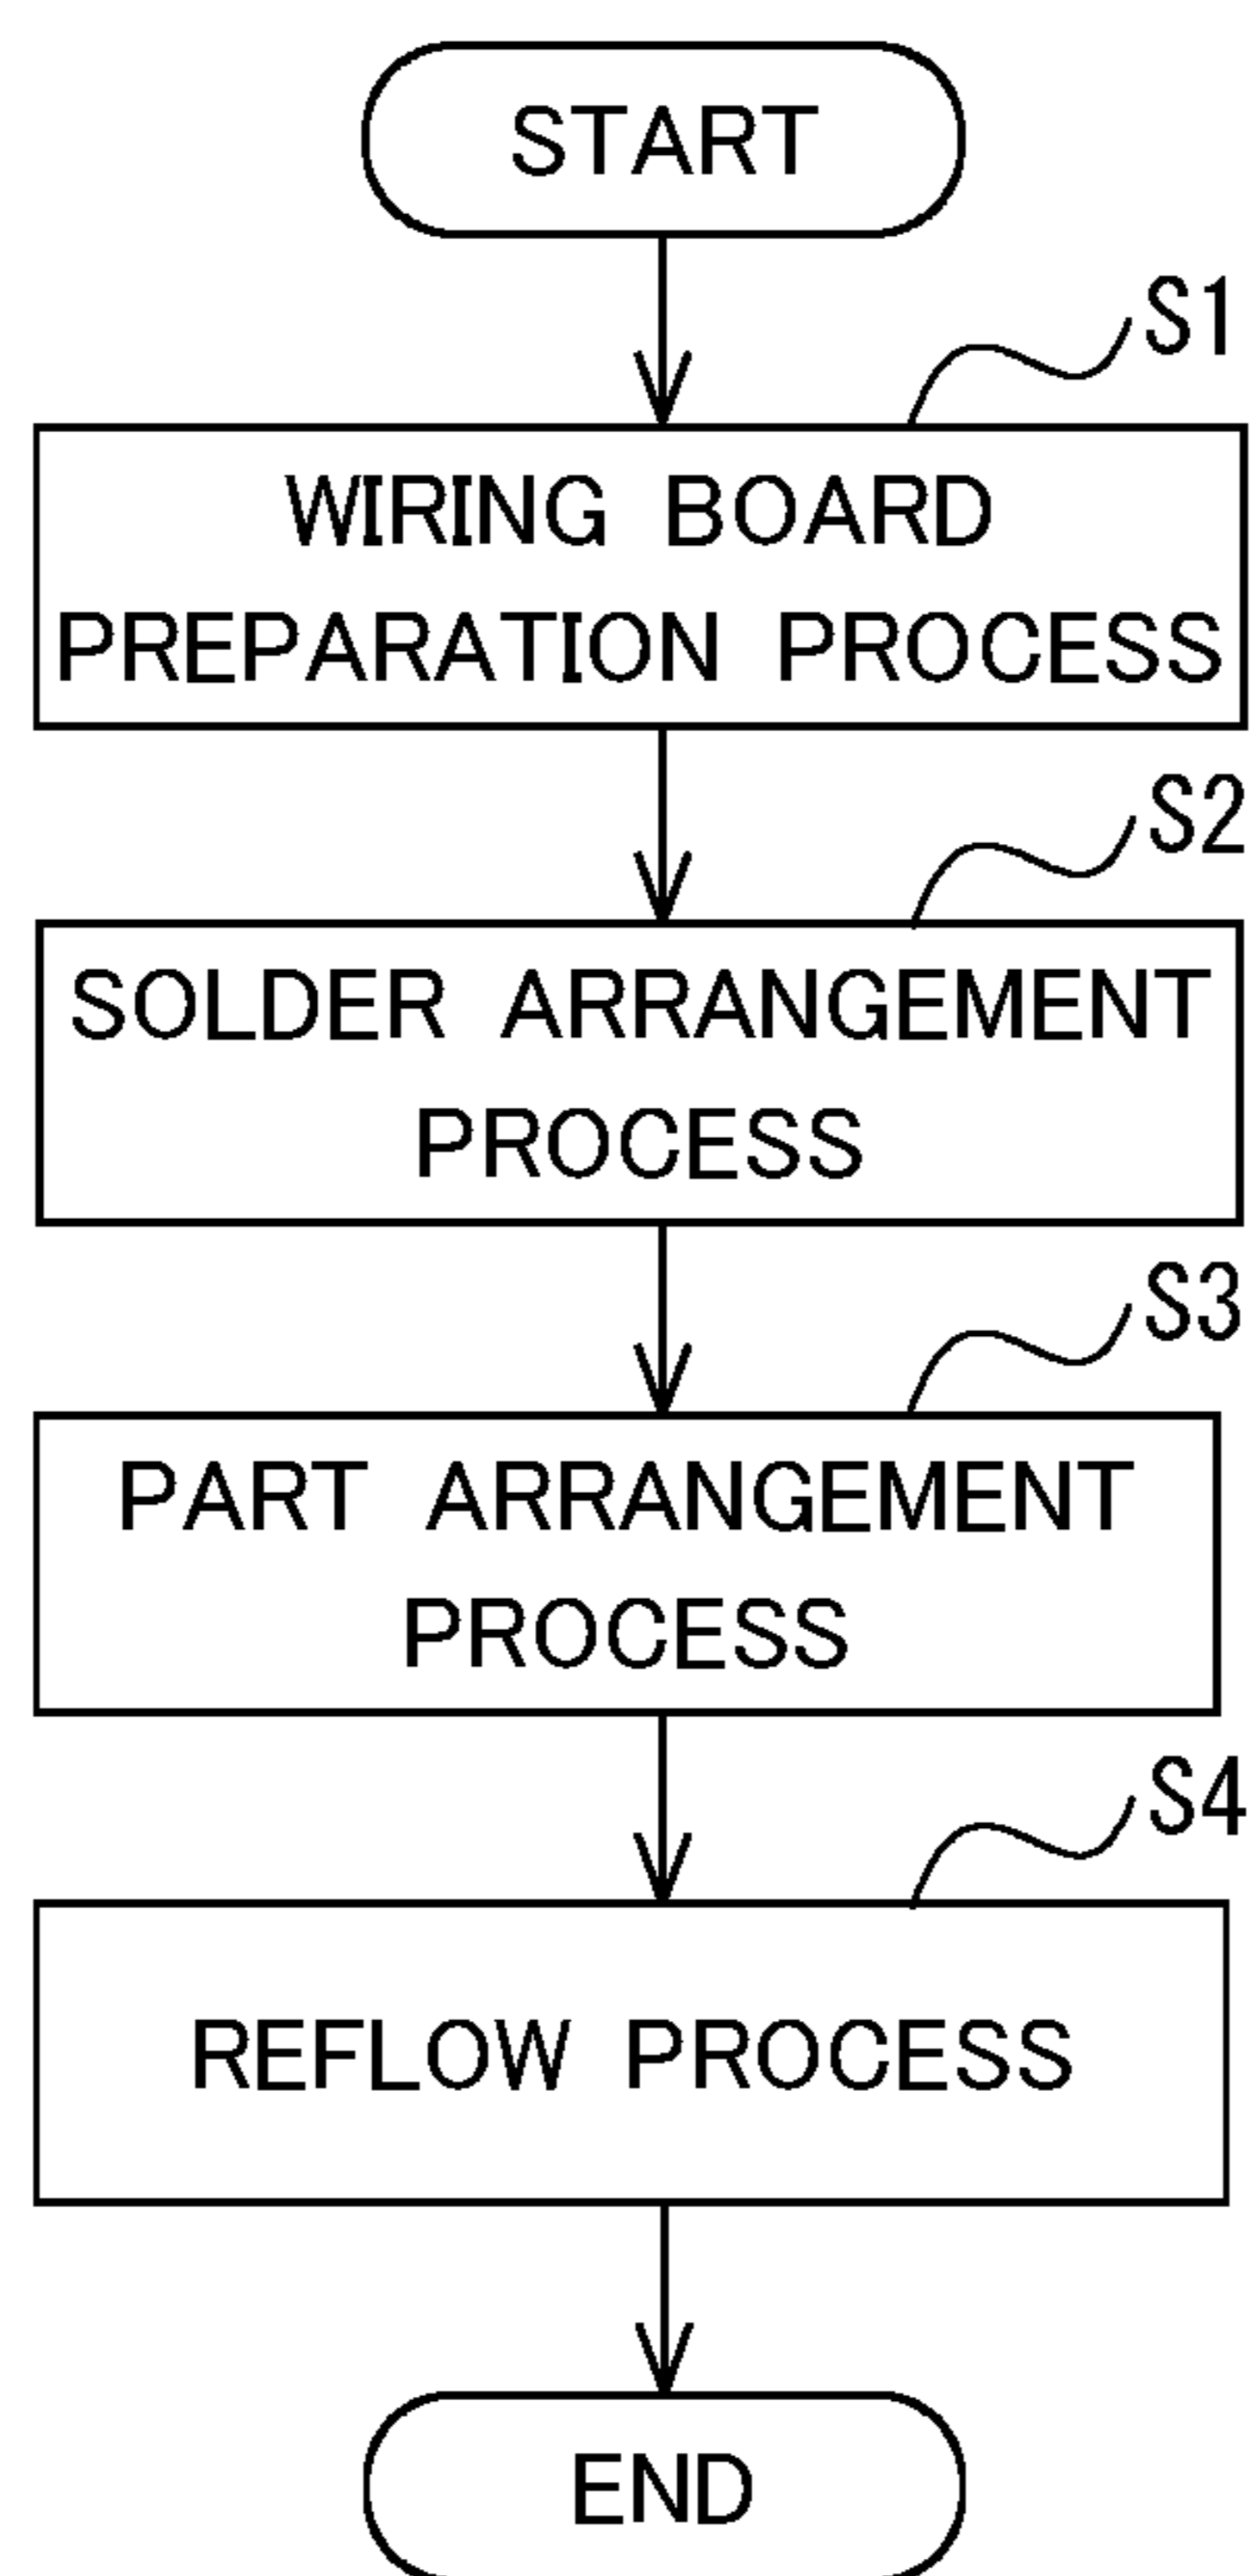 START
S1
WIRING BOARD
PREPARATION PROCESS
S2
SOLDER ARRANGEMENT
PROCESS
S3
PART ARRANGEMENT
PROCESS
S4
REFLOW PROCESS
END